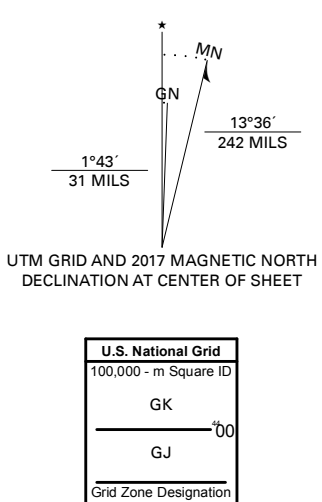 ★
MN
GN
13°36´
242 MILS
1°43´
31 MILS
UTM GRID AND 2017 MAGNETIC NORTH
DECLINATION AT CENTER OF SHEET
U.S. National Grid
100,000 - m Square ID
GK
⁴⁴00
GJ
Grid Zone Designation